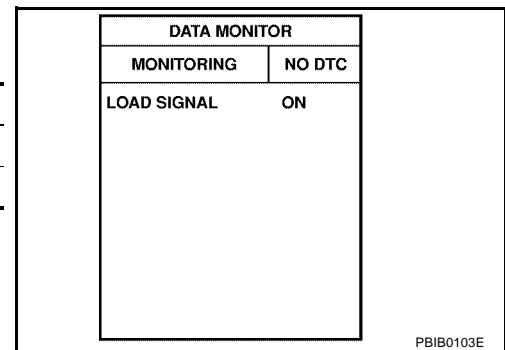 DATA MONITOR
MONITORING NO DTC
LOAD SIGNAL ON
PBIB0103E